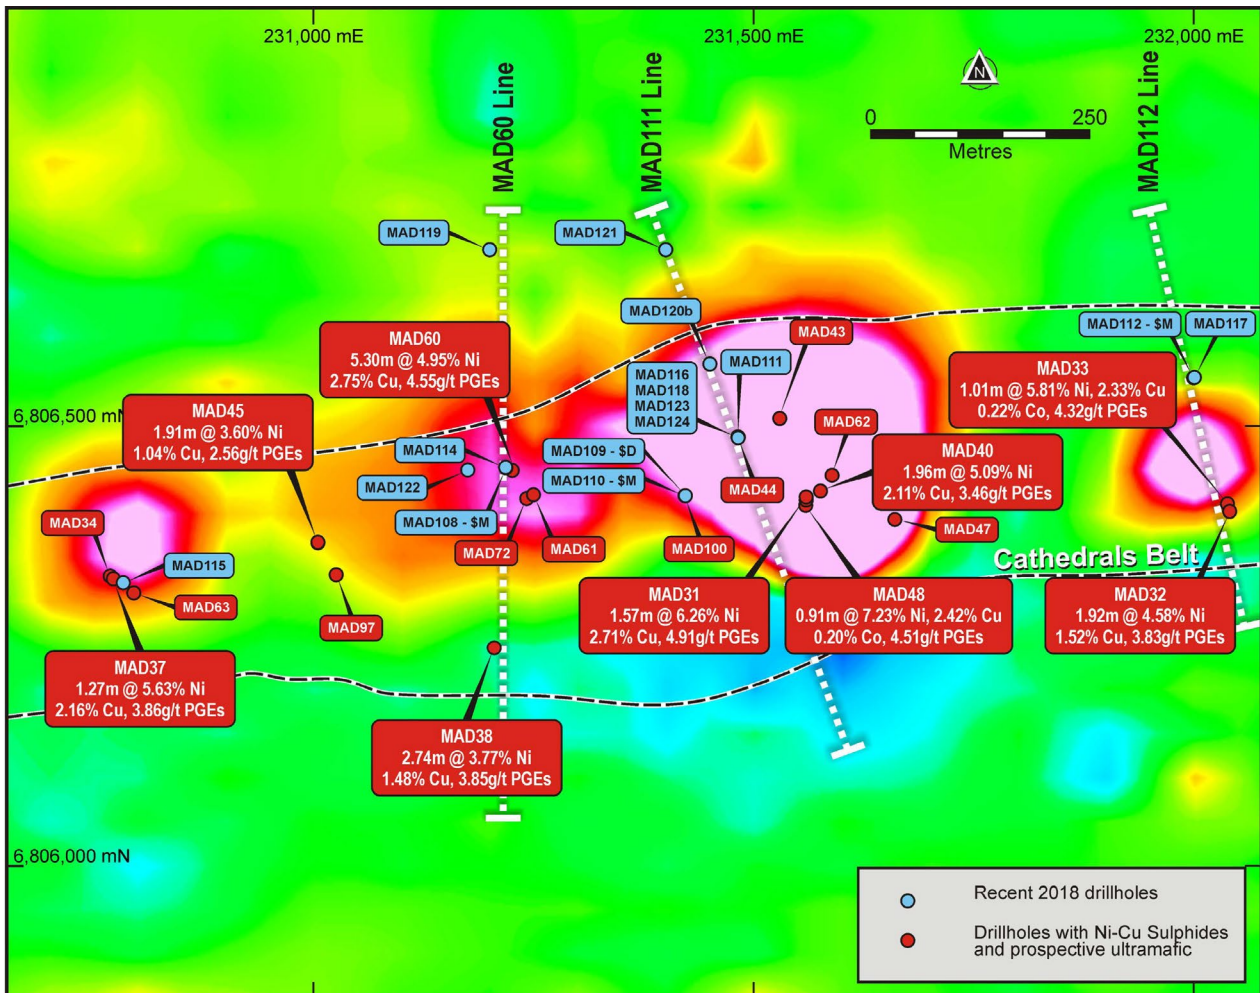 231,000 mE
231,500 mE
232,000 mE
MAD60 Line
MAD111 Line
MAD112 Line
N
0
250
Metres
MAD119
MAD121
MAD120b
MAD43
MAD112 - $M
MAD117
MAD60
5.30m @ 4.95% Ni
2.75% Cu, 4.55g/t PGEs
MAD116
MAD118
MAD123
MAD124
MAD111
MAD33
1.01m @ 5.81% Ni, 2.33% Cu
0.22% Co, 4.32g/t PGEs
6,806,500 mN
MAD45
1.91m @ 3.60% Ni
1.04% Cu, 2.56g/t PGEs
MAD62
MAD114
MAD109 - $D
MAD40
1.96m @ 5.09% Ni
2.11% Cu, 3.46g/t PGEs
MAD122
MAD110 - $M
MAD44
MAD34
MAD108 - $M
MAD72
MAD61
MAD100
MAD47
Cathedrals Belt
MAD115
MAD63
MAD97
MAD31
1.57m @ 6.26% Ni
2.71% Cu, 4.91g/t PGEs
MAD48
0.91m @ 7.23% Ni, 2.42% Cu
0.20% Co, 4.51g/t PGEs
MAD32
1.92m @ 4.58% Ni
1.52% Cu, 3.83g/t PGEs
MAD37
1.27m @ 5.63% Ni
2.16% Cu, 3.86g/t PGEs
MAD38
2.74m @ 3.77% Ni
1.48% Cu, 3.85g/t PGEs
6,806,000 mN
Recent 2018 drillholes
Drillholes with Ni-Cu Sulphides
and prospective ultramafic